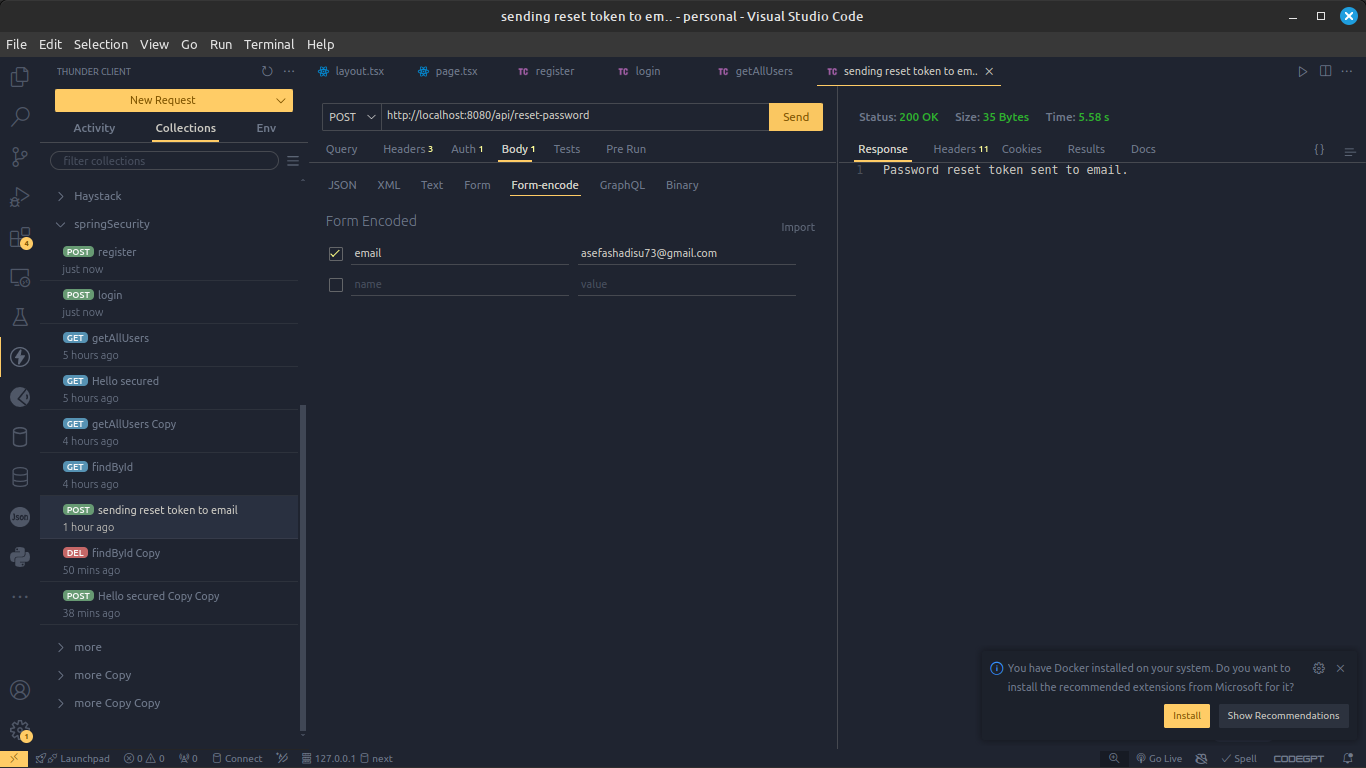 sending reset token to em.. - personal - Visual Studio Code
File Edit Selection View Go Run Terminal Help
THUNDER CLIENT
New Request
Activity Collections Env
filter collections
Haystack
springSecurity
POST register
just now
POST login
just now
GET getAllUsers
5 hours ago
GET Hello secured
5 hours ago
GET getAllUsers Copy
4 hours ago
GET findById
4 hours ago
POST sending reset token to email
1 hour ago
DEL findById Copy
50 mins ago
POST Hello secured Copy Copy
38 mins ago
more
more Copy
more Copy Copy
4
Json
1
layout.tsx page.tsx TC register TC login TC getAllUsers TC sending reset token to em..
POST http://localhost:8080/api/reset-password Send
Query Headers 3 Auth 1 Body 1 Tests Pre Run
JSON XML Text Form Form-encode GraphQL Binary
Form Encoded
Import
email asefashadisu73@gmail.com
name value
Status: 200 OK Size: 35 Bytes Time: 5.58 s
Response Headers 11 Cookies Results Docs {}
1 Password reset token sent to email.
You have Docker installed on your system. Do you want to
install the recommended extensions from Microsoft for it?
Install Show Recommendations
Launchpad 0 0 0 Connect 127.0.0.1 next Go Live Spell CODEGPT